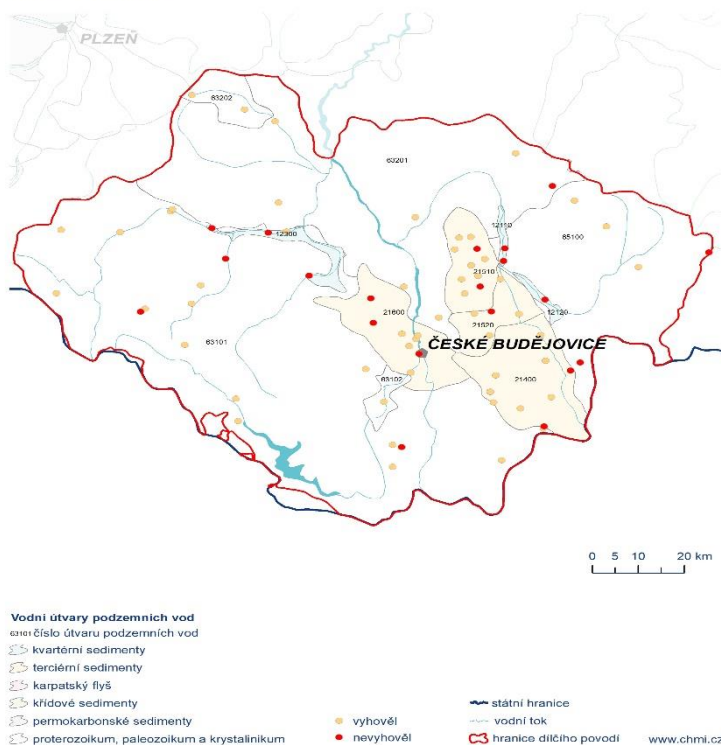 PLZEŇ
63202
63201
12300
12110
65100
21510
12120
21600
21520
ČESKÉ BUDĚJOVICE
63101
63102
21400
0 5 10 20 km
Vodní útvary podzemních vod
63101 číslo útvaru podzemních vod
kvartérní sedimenty
terciérní sedimenty
karpatský flyš
křídové sedimenty
permokarbonské sedimenty
proterozoikum, paleozoikum a krystalinikum
vyhověl
nevyhověl
státní hranice
vodní tok
hranice dílčího povodí
www.chmi.cz